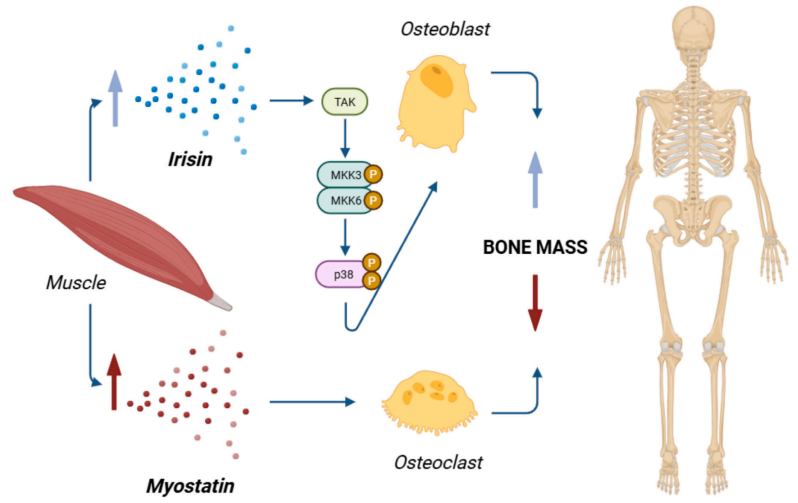 Osteoblast
TAK
Irisin
MKK3 P
MKK6 P
BONE MASS
P
p38 P
Muscle
Osteoclast
Myostatin